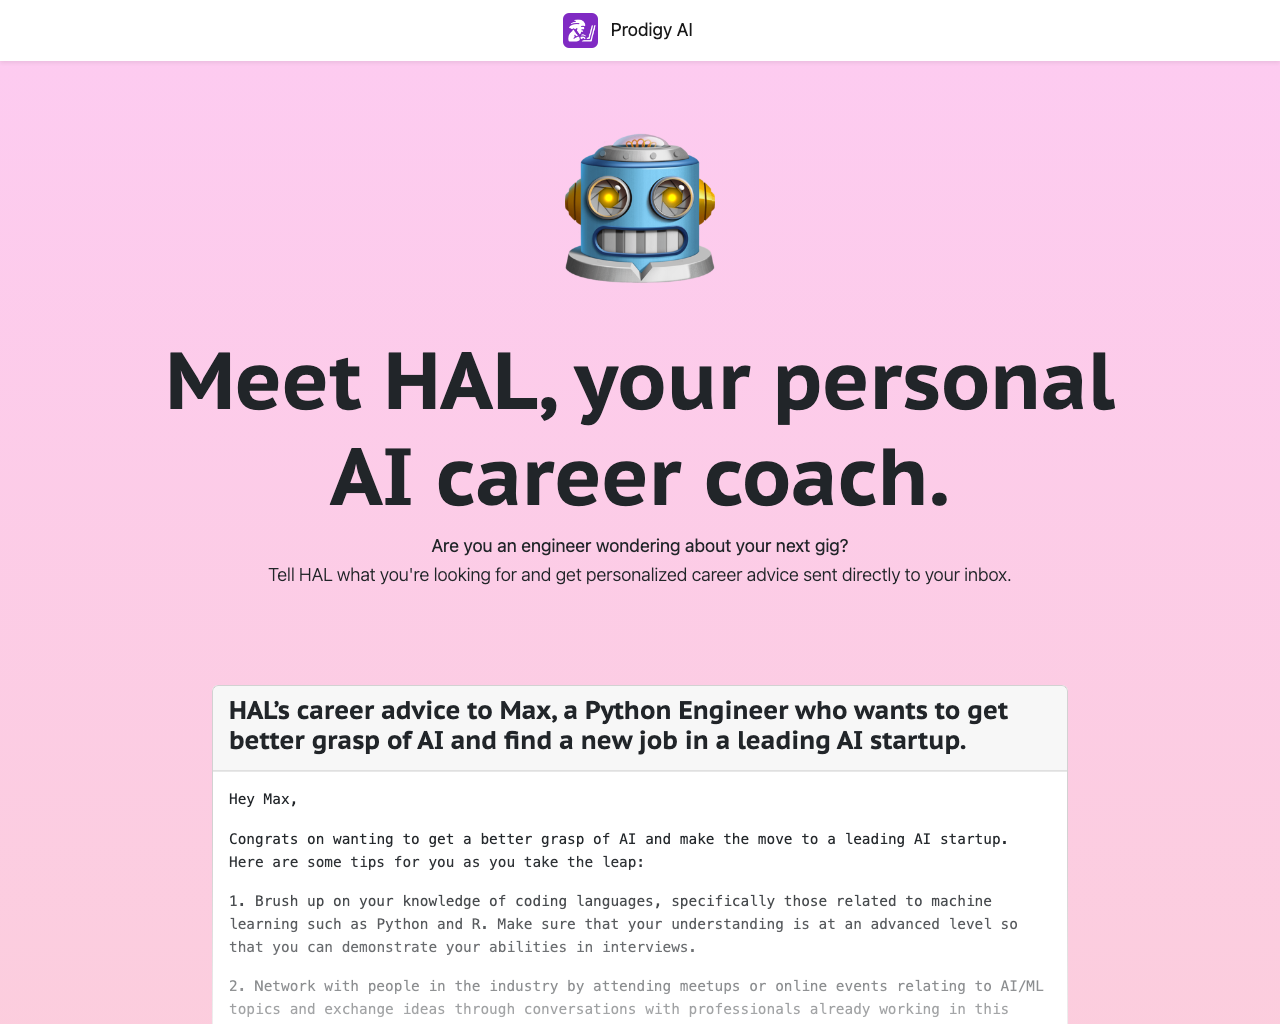 Prodigy AI
Meet HAL, your personal
AI career coach.
Are you an engineer wondering about your next gig?
Tell HAL what you're looking for and get personalized career advice sent directly to your inbox.
HAL’s career advice to Max, a Python Engineer who wants to get
better grasp of AI and find a new job in a leading AI startup.
Hey Max,
Congrats on wanting to get a better grasp of AI and make the move to a leading AI startup.
Here are some tips for you as you take the leap:
1. Brush up on your knowledge of coding languages, specifically those related to machine
learning such as Python and R. Make sure that your understanding is at an advanced level so
that you can demonstrate your abilities in interviews.
2. Network with people in the industry by attending meetups or online events relating to AI/ML
topics and exchange ideas through conversations with professionals already working in this